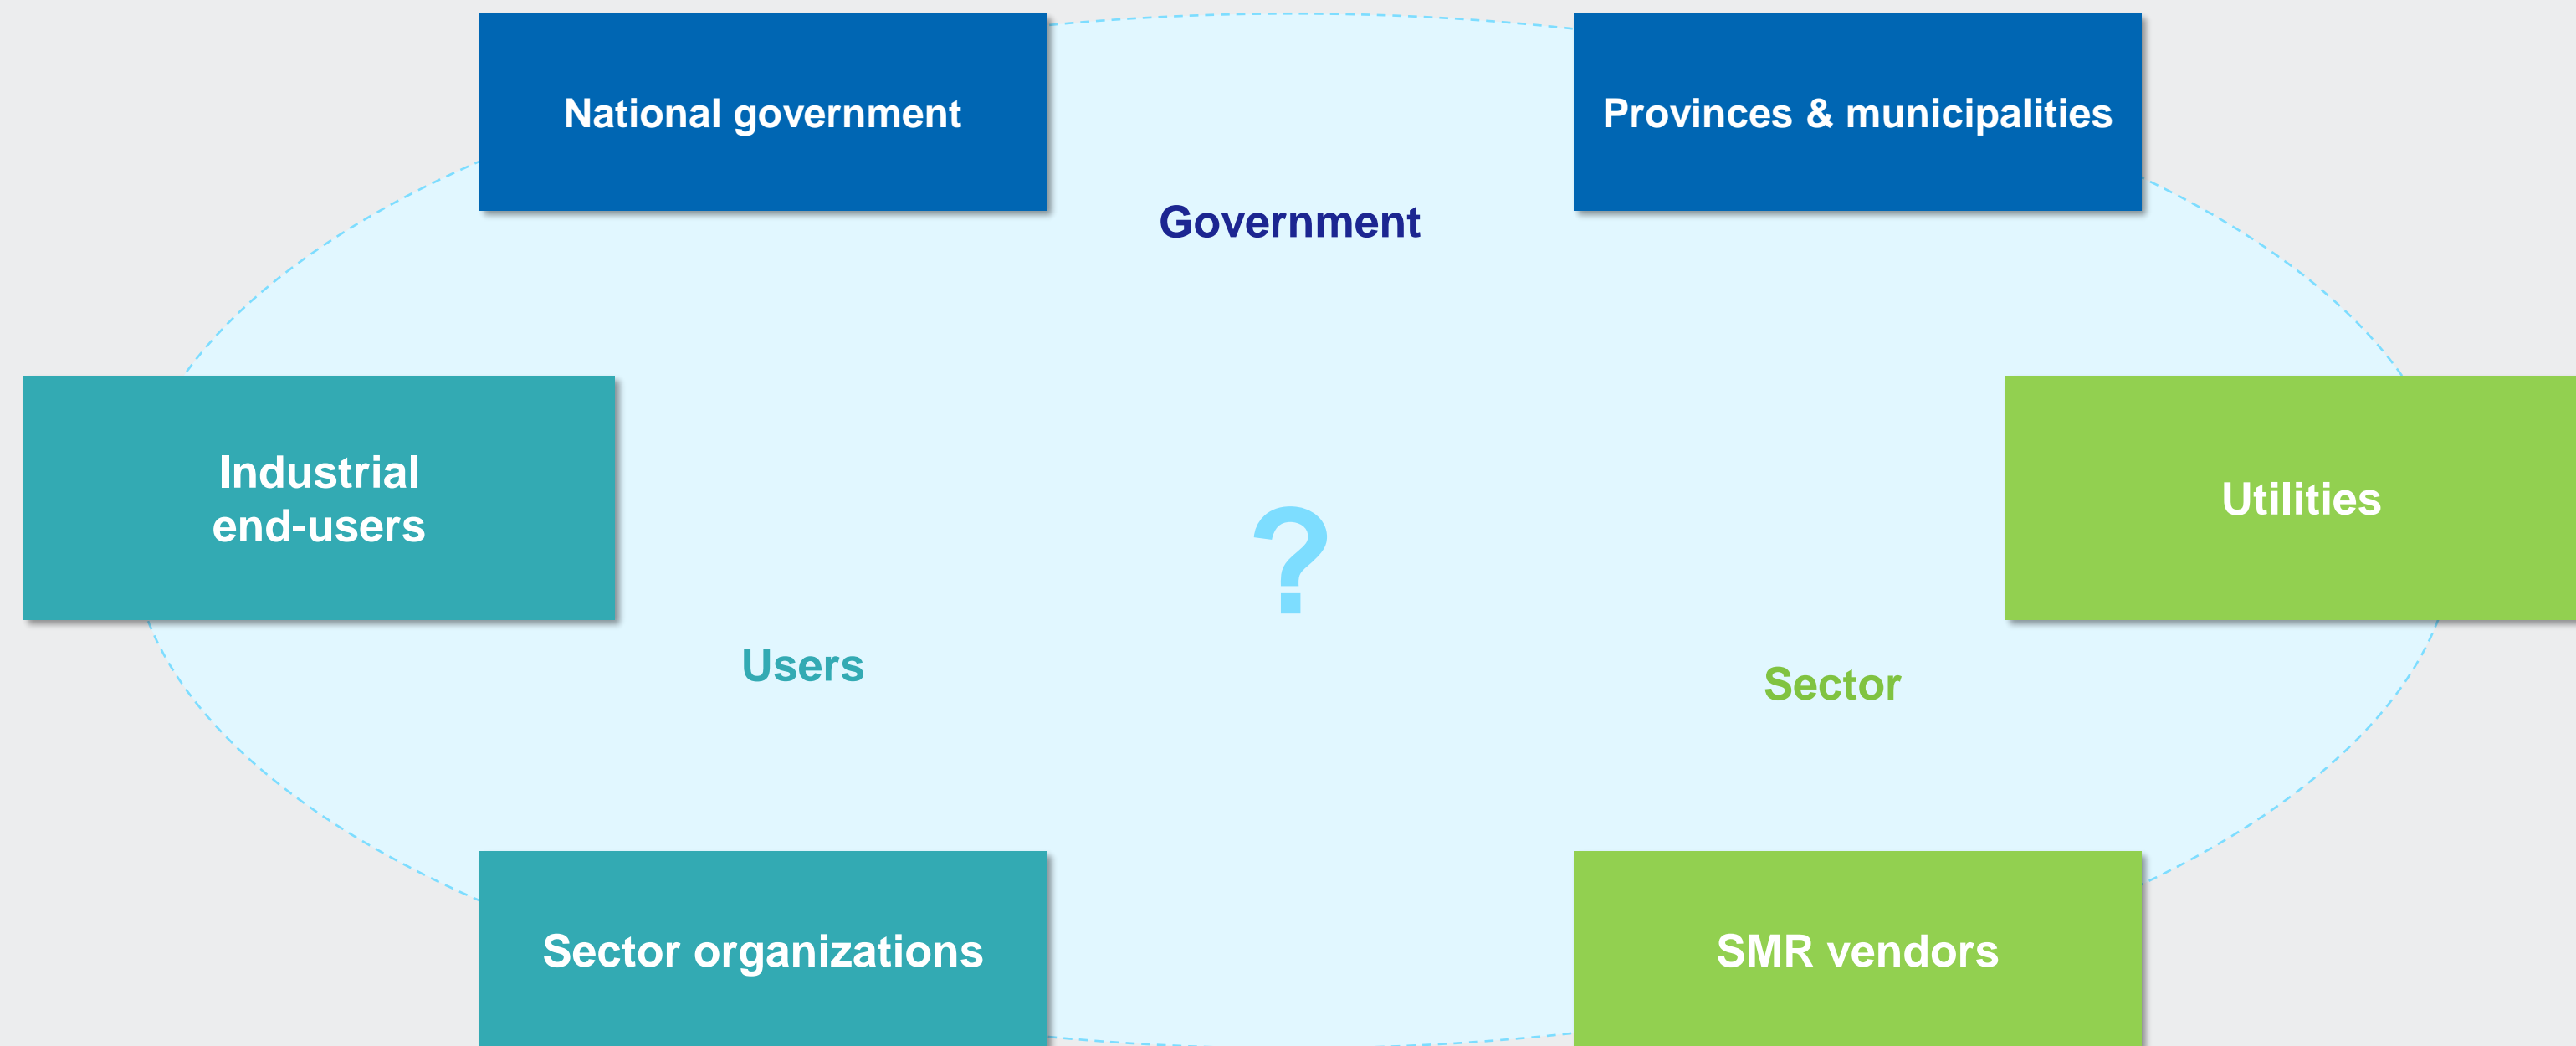 National government
Provinces & municipalities
Government
Industrial
end-users
?
Utilities
Users
Sector
Sector organizations
SMR vendors